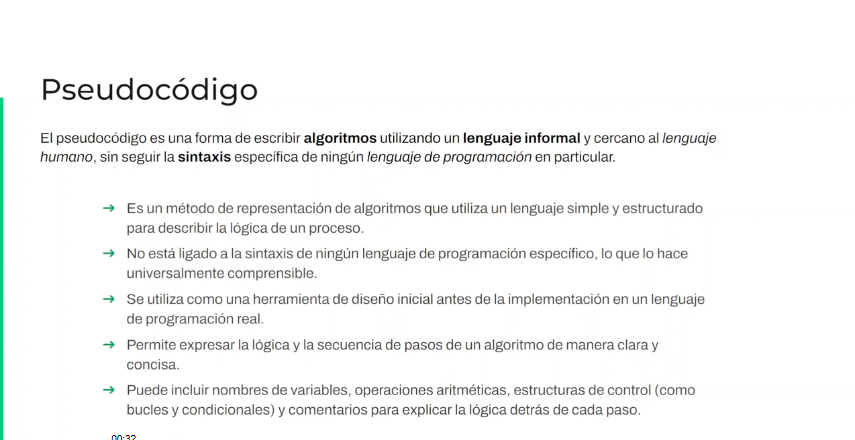 Pseudocódigo
El pseudocódigo es una forma de escribir algoritmos utilizando un lenguaje informal y cercano al lenguaje
humano, sin seguir la sintaxis específica de ningún lenguaje de programación en particular.
➔ Es un método de representación de algoritmos que utiliza un lenguaje simple y estructurado
para describir la lógica de un proceso.
➔ No está ligado a la sintaxis de ningún lenguaje de programación específico, lo que lo hace
universalmente comprensible.
➔ Se utiliza como una herramienta de diseño inicial antes de la implementación en un lenguaje
de programación real.
➔ Permite expresar la lógica y la secuencia de pasos de un algoritmo de manera clara y
concisa.
➔ Puede incluir nombres de variables, operaciones aritméticas, estructuras de control (como
bucles y condicionales) y comentarios para explicar la lógica detrás de cada paso.
00:32